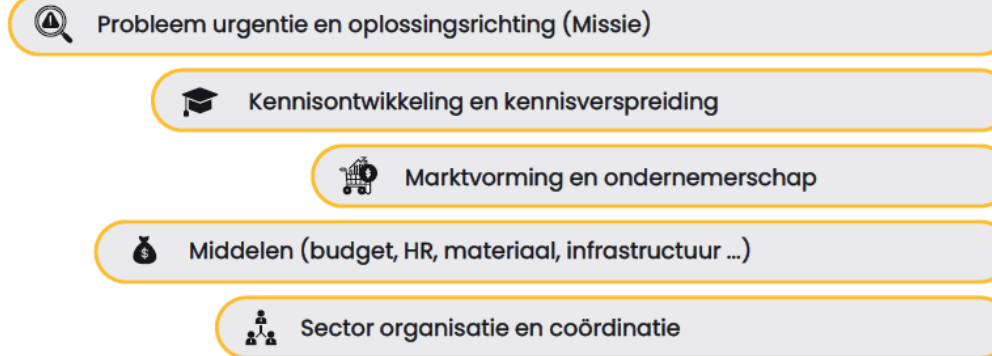 Probleem urgentie en oplossingsrichting (Missie)
Kennisontwikkeling en kennisverspreiding
Marktvorming en ondernemerschap
Middelen (budget, HR, materiaal, infrastructuur ...)
Sector organisatie en coördinatie